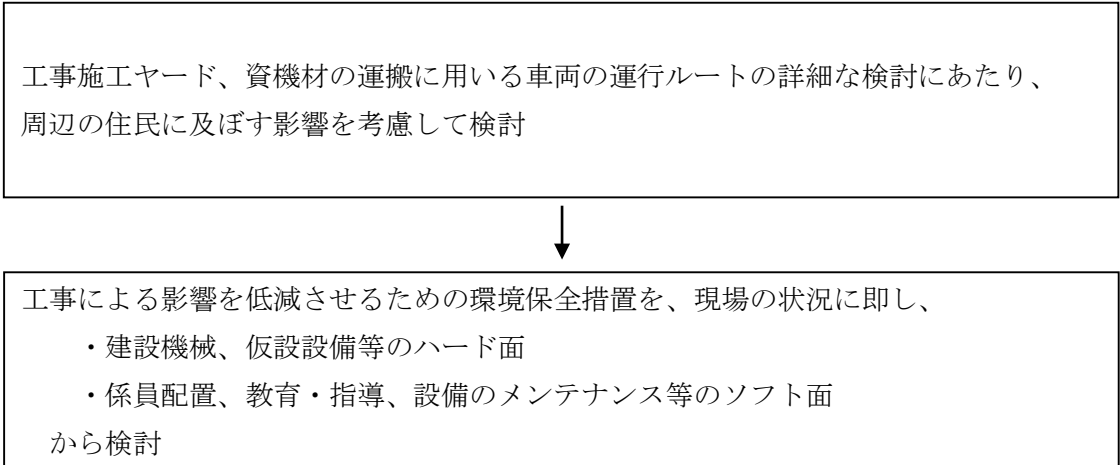 工事施工ヤード、資機材の運搬に用いる車両の運行ルートの詳細な検討にあたり、
周辺の住民に及ぼす影響を考慮して検討
工事による影響を低減させるための環境保全措置を、現場の状況に即し、
・建設機械、仮設設備等のハード面
・係員配置、教育・指導、設備のメンテナンス等のソフト面
から検討